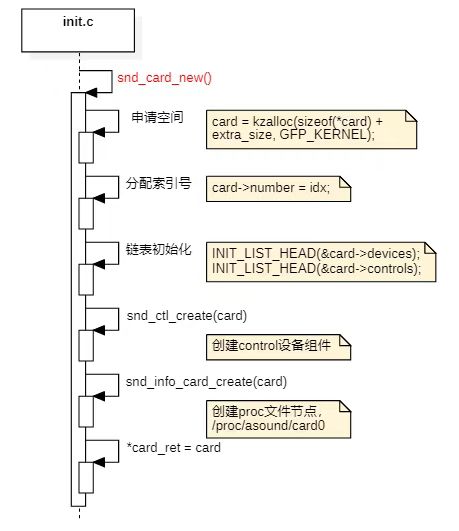 init.c
snd_card_new()
申请空间
card = kzalloc(sizeof(*card) +
extra_size, GFP_KERNEL);
分配索引号
card->number = idx;
链表初始化
INIT_LIST_HEAD(&card->devices);
INIT_LIST_HEAD(&card->controls);
snd_ctl_create(card)
创建control设备组件
snd_info_card_create(card)
创建proc文件节点，
/proc/asound/card0
*card_ret = card